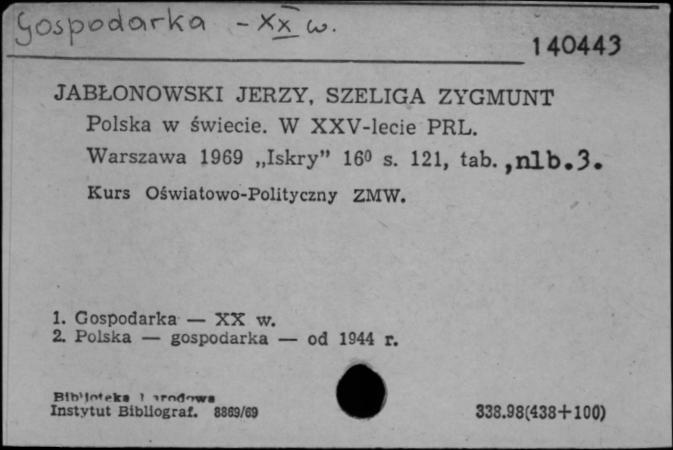 Gospodarka - XX w.
140443
JABŁONOWSKI JERZY, SZELIGA ZYGMUNT
Polska w świecie. W XXV-lecie PRL.
Warszawa 1969 „Iskry” 16⁰ s. 121, tab. , nlb. 3.
Kurs Oświatowo-Polityczny ZMW.
1. Gospodarka — XX w.
2. Polska — gospodarka — od 1944 r.
Biblioteka Narodowa
Instytut Bibliograf. 8869/69
338.98(438+100)